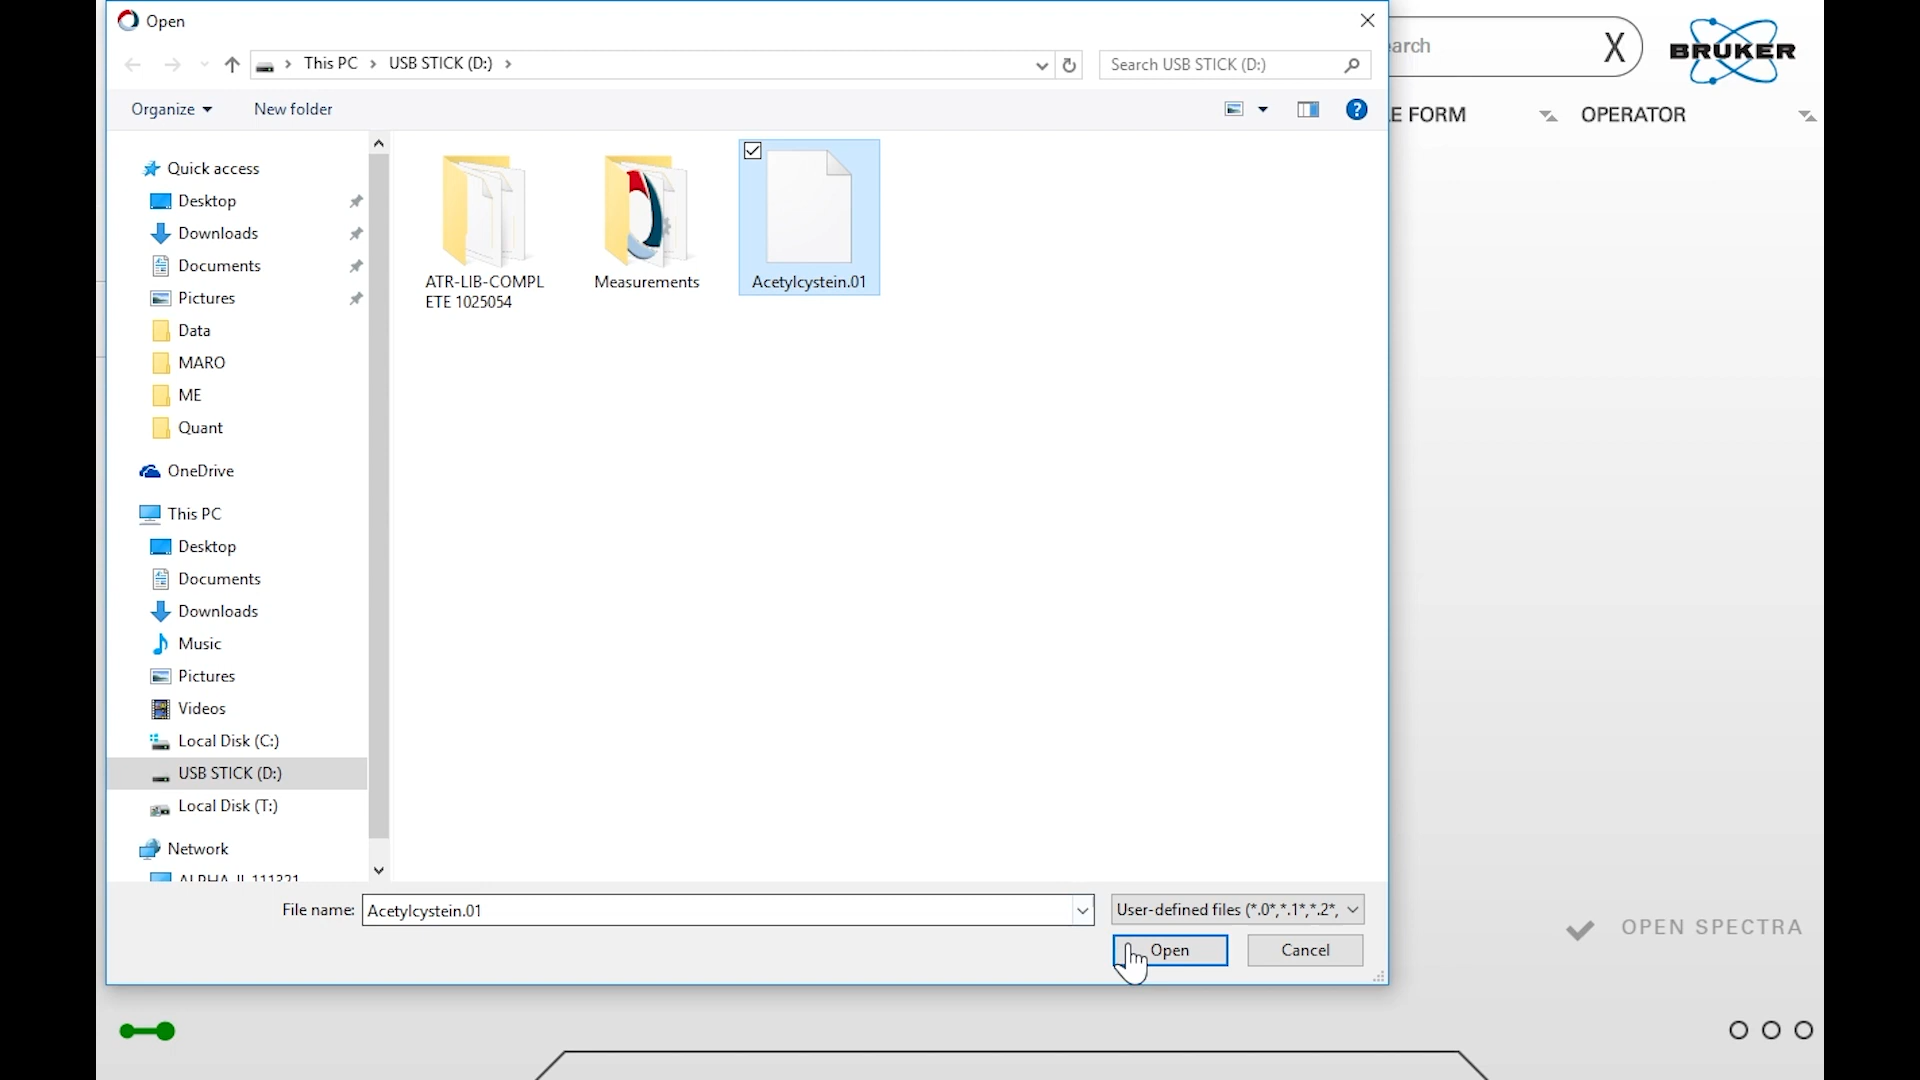 Open
arch
X
BRUKER
This PC
USB STICK (D:)
Search USB STICK (D:)
Organize
New folder
?
E FORM
OPERATOR
Quick access
Desktop
Downloads
Documents
Pictures
Data
MARO
ME
Quant
OneDrive
This PC
Desktop
Documents
Downloads
Music
Pictures
Videos
Local Disk (C:)
USB STICK (D:)
Local Disk (T:)
Network
ATR-LIB-COMPL
ETE 1025054
Measurements
Acetylcystein.01
File name:
Acetylcystein.01
User-defined files (*.0*,*.1*,*.2*,
Open
Cancel
OPEN SPECTRA